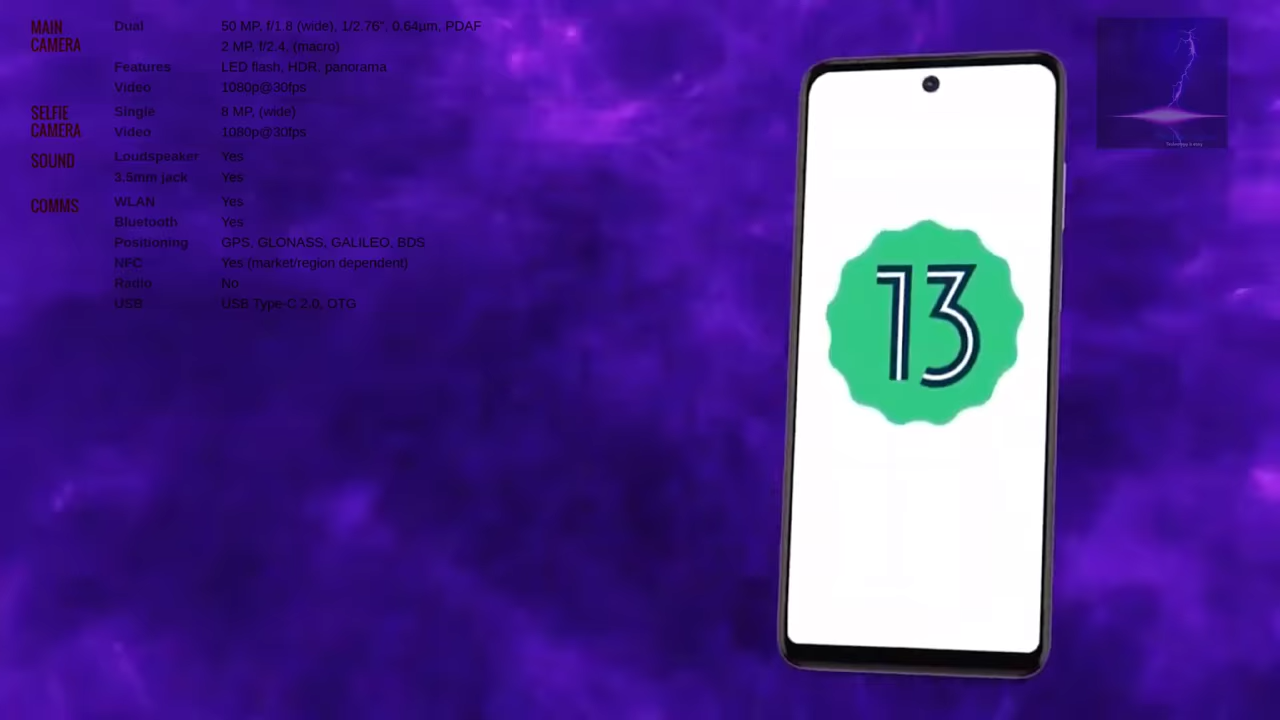 MAIN CAMERA
Dual 50 MP, f/1.8 (wide), 1/2.76", 0.64µm, PDAF
2 MP, f/2.4, (macro)
Features LED flash, HDR, panorama
Video 1080p@30fps
SELFIE CAMERA
Single 8 MP, (wide)
Video 1080p@30fps
SOUND
Loudspeaker Yes
3.5mm jack Yes
COMMS
WLAN Yes
Bluetooth Yes
Positioning GPS, GLONASS, GALILEO, BDS
NFC Yes (market/region dependent)
Radio No
USB USB Type-C 2.0, OTG
13